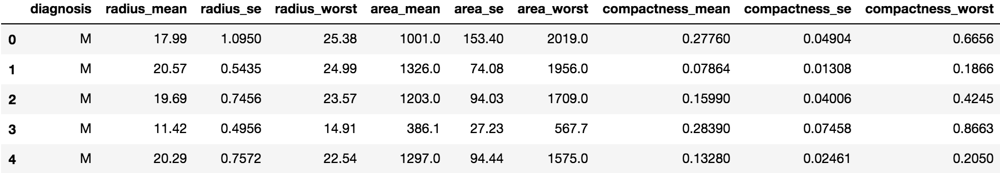 diagnosis radius_mean radius_se radius_worst area_mean area_se area_worst compactness_mean compactness_se compactness_worst
0 M 17.99 1.0950 25.38 1001.0 153.40 2019.0 0.27760 0.04904 0.6656
1 M 20.57 0.5435 24.99 1326.0 74.08 1956.0 0.07864 0.01308 0.1866
2 M 19.69 0.7456 23.57 1203.0 94.03 1709.0 0.15990 0.04006 0.4245
3 M 11.42 0.4956 14.91 386.1 27.23 567.7 0.28390 0.07458 0.8663
4 M 20.29 0.7572 22.54 1297.0 94.44 1575.0 0.13280 0.02461 0.2050